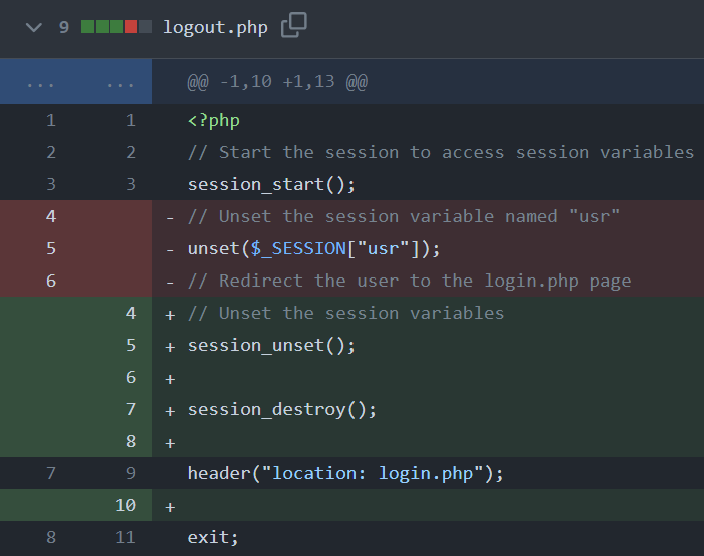 9 logout.php
... ... @@ -1,10 +1,13 @@
1 1 <?php
2 2 // Start the session to access session variables
3 3 session_start();
4 - // Unset the session variable named "usr"
5 - unset($_SESSION["usr"]);
6 - // Redirect the user to the login.php page
4 + // Unset the session variables
5 + session_unset();
6 +
7 + session_destroy();
8 +
7 9 header("location: login.php");
10 +
8 11 exit;